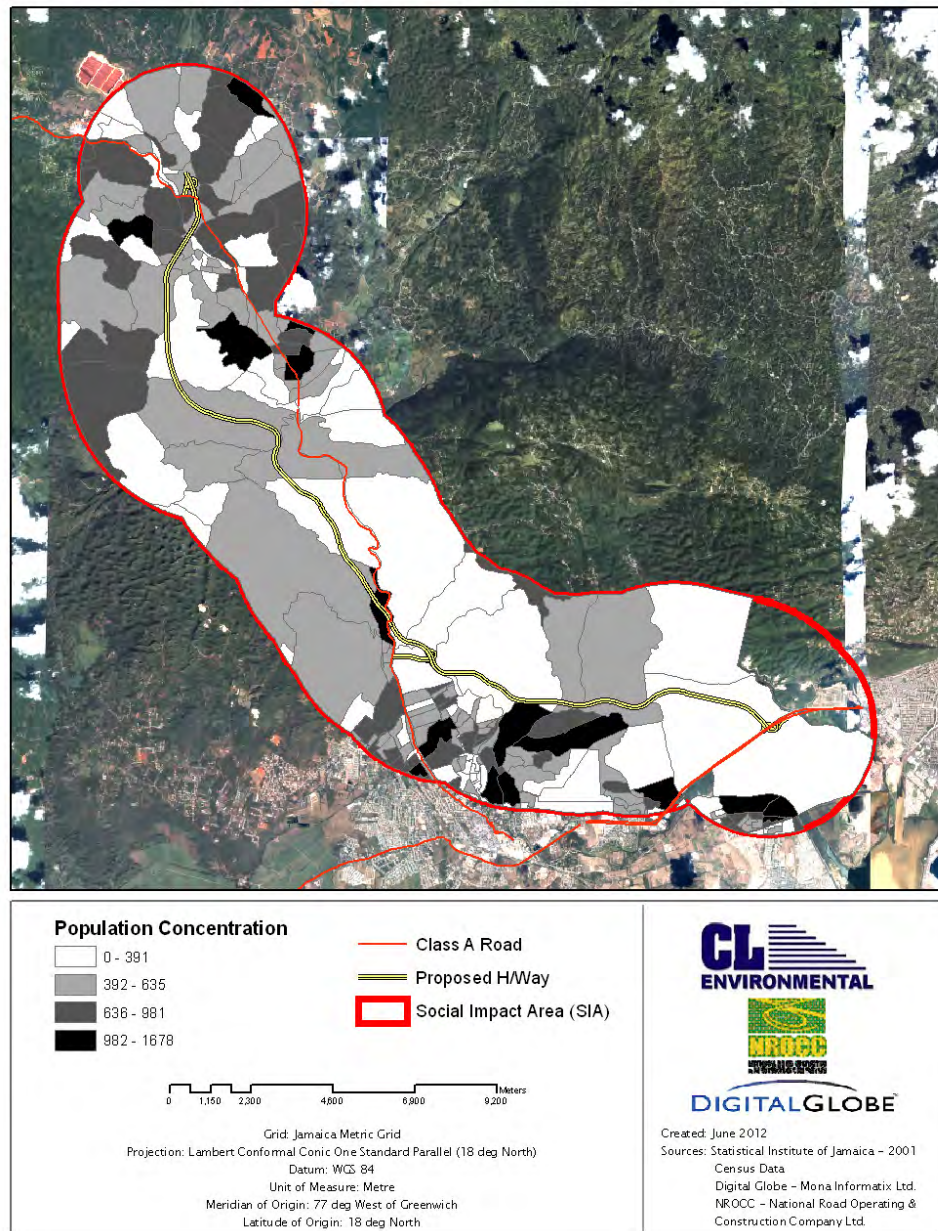 Population Concentration
0 - 391
392 - 635
636 - 981
982 - 1678
Class A Road
Proposed H/Way
Social Impact Area (SIA)
Meters
0 1,150 2,300 4,600 6,900 9,200
Grid: Jamaica Metric Grid
Projection: Lambert Conformal Conic One Standard Parallel (18 deg North)
Datum: WGS 84
Unit of Measure: Metre
Meridian of Origin: 77 deg West of Greenwich
Latitude of Origin: 18 deg North
CL
ENVIRONMENTAL
NROCC
DIGITALGLOBE
Created: June 2012
Sources: Statistical Institute of Jamaica - 2001
Census Data
Digital Globe - Mona Informatix Ltd.
NROCC - National Road Operating &
Construction Company Ltd.